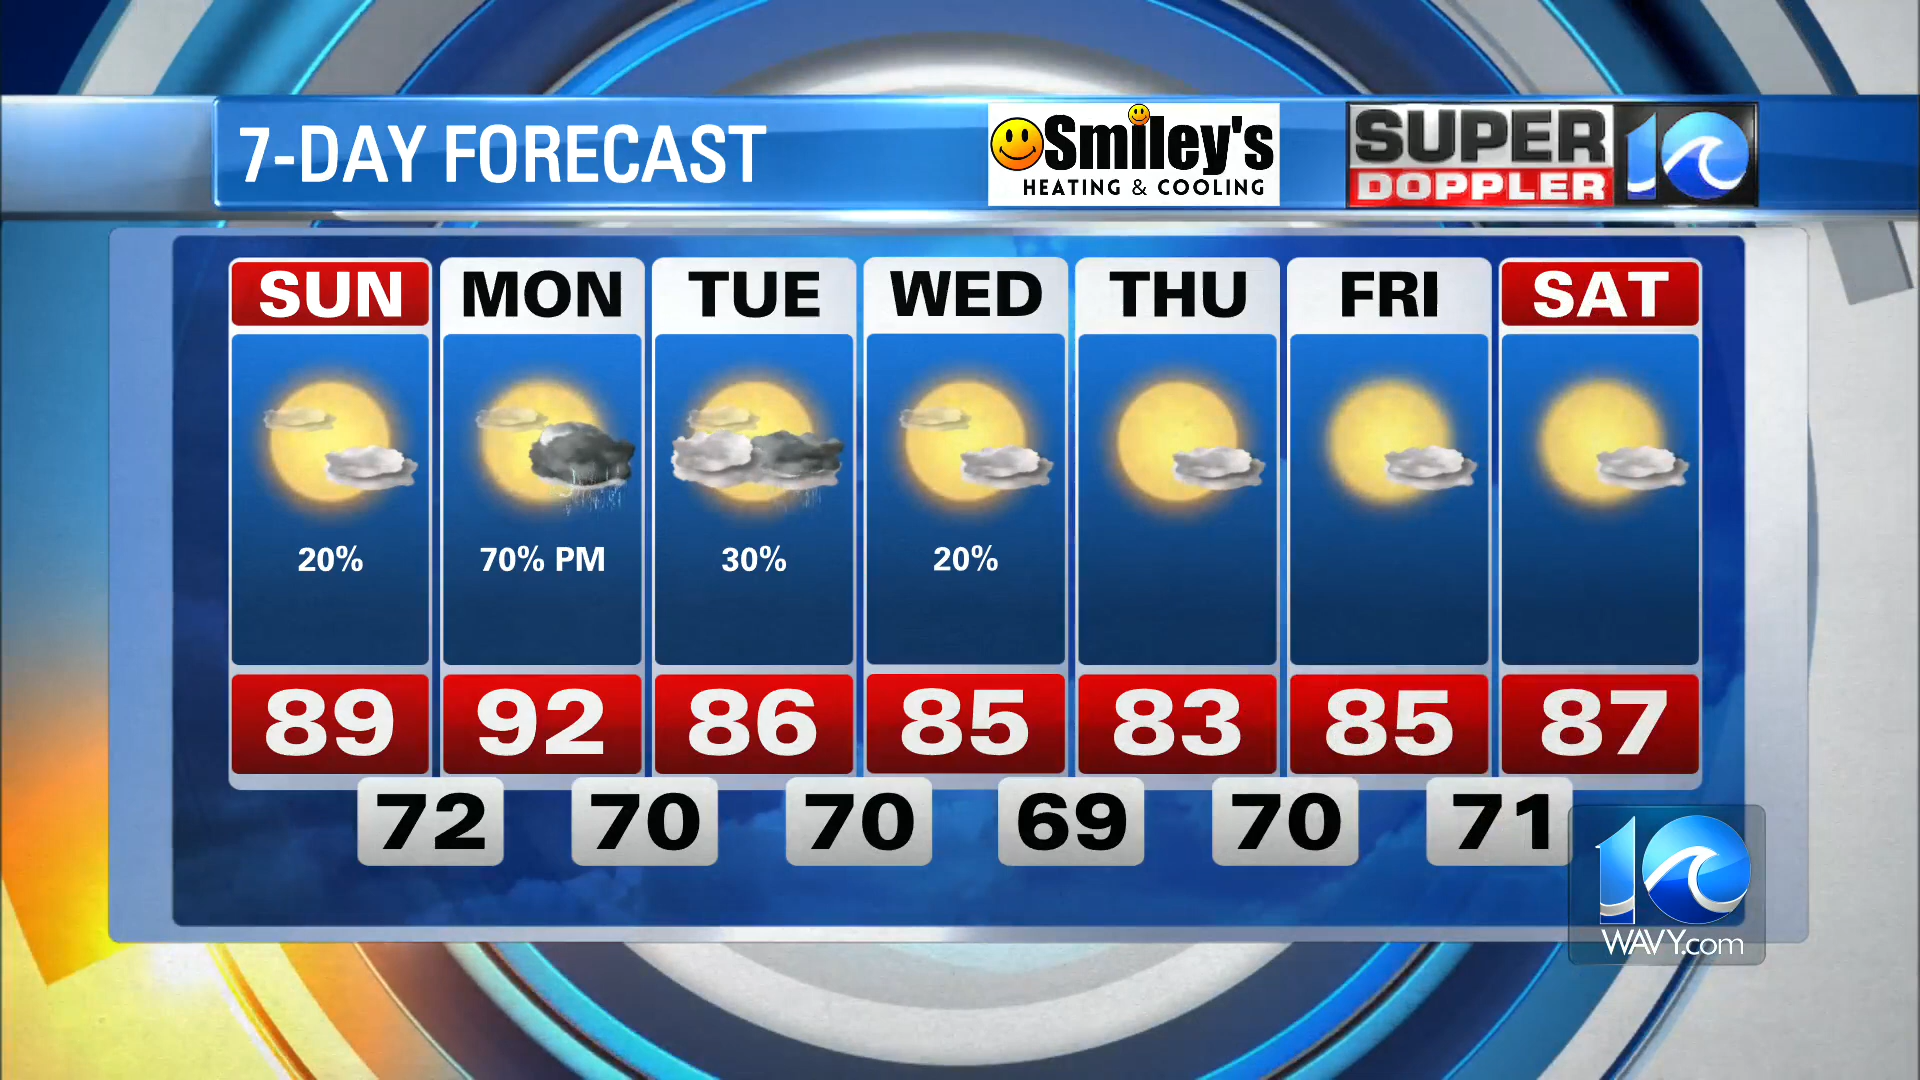 7-DAY FORECAST
Smiley's
HEATING & COOLING
SUPER
DOPPLER
10
SUN MON TUE WED THU FRI SAT
20% 70% PM 30% 20%
89 92 86 85 83 85 87
72 70 70 69 70 71
10
WAVY.com